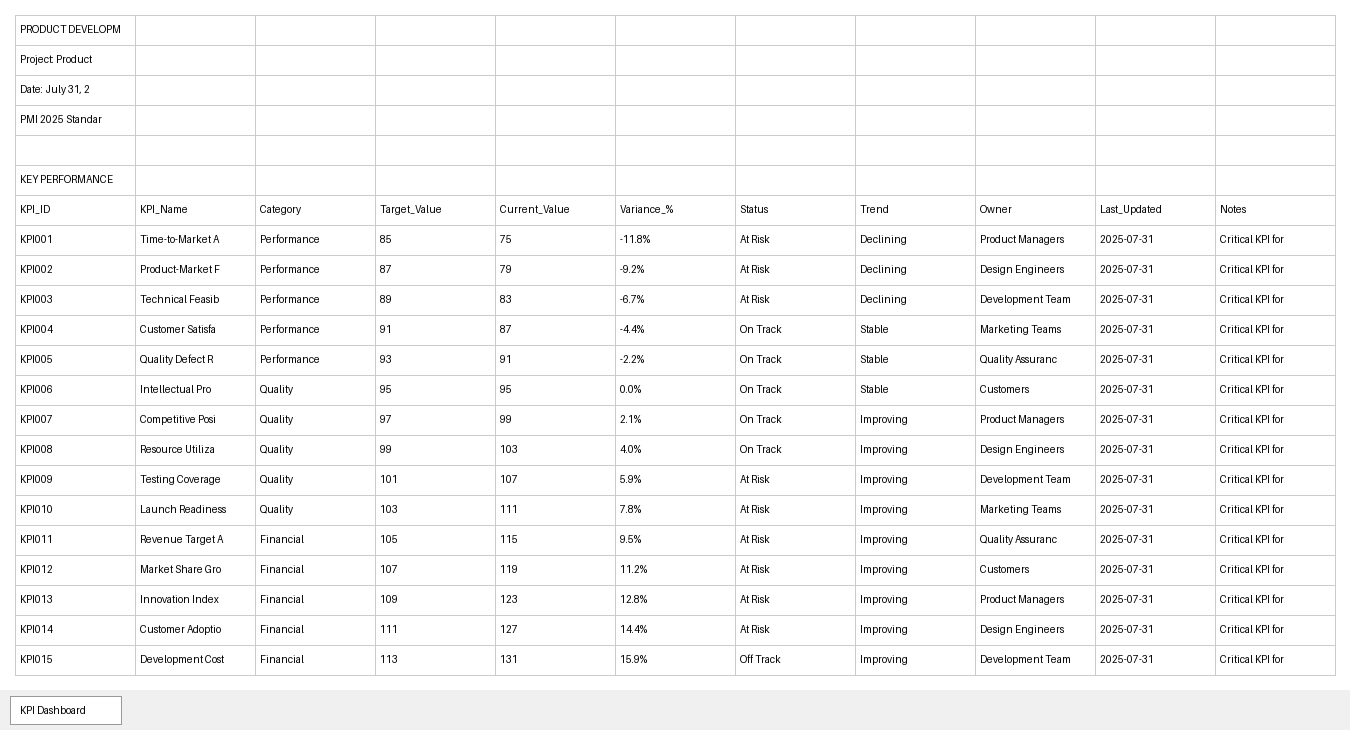 PRODUCT DEVELOPM
Project: Product
Date: July 31, 2
PMI 2025 Standar
KEY PERFORMANCE
KPI_ID KPI_Name Category Target_Value Current_Value Variance_% Status Trend Owner Last_Updated Notes
KPI001 Time-to-Market A Performance 85 75 -11.8% At Risk Declining Product Managers 2025-07-31 Critical KPI for
KPI002 Product-Market F Performance 87 79 -9.2% At Risk Declining Design Engineers 2025-07-31 Critical KPI for
KPI003 Technical Feasib Performance 89 83 -6.7% At Risk Declining Development Team 2025-07-31 Critical KPI for
KPI004 Customer Satisfa Performance 91 87 -4.4% On Track Stable Marketing Teams 2025-07-31 Critical KPI for
KPI005 Quality Defect R Performance 93 91 -2.2% On Track Stable Quality Assuranc 2025-07-31 Critical KPI for
KPI006 Intellectual Pro Quality 95 95 0.0% On Track Stable Customers 2025-07-31 Critical KPI for
KPI007 Competitive Posi Quality 97 99 2.1% On Track Improving Product Managers 2025-07-31 Critical KPI for
KPI008 Resource Utiliza Quality 99 103 4.0% On Track Improving Design Engineers 2025-07-31 Critical KPI for
KPI009 Testing Coverage Quality 101 107 5.9% At Risk Improving Development Team 2025-07-31 Critical KPI for
KPI010 Launch Readiness Quality 103 111 7.8% At Risk Improving Marketing Teams 2025-07-31 Critical KPI for
KPI011 Revenue Target A Financial 105 115 9.5% At Risk Improving Quality Assuranc 2025-07-31 Critical KPI for
KPI012 Market Share Gro Financial 107 119 11.2% At Risk Improving Customers 2025-07-31 Critical KPI for
KPI013 Innovation Index Financial 109 123 12.8% At Risk Improving Product Managers 2025-07-31 Critical KPI for
KPI014 Customer Adoptio Financial 111 127 14.4% At Risk Improving Design Engineers 2025-07-31 Critical KPI for
KPI015 Development Cost Financial 113 131 15.9% Off Track Improving Development Team 2025-07-31 Critical KPI for
KPI Dashboard